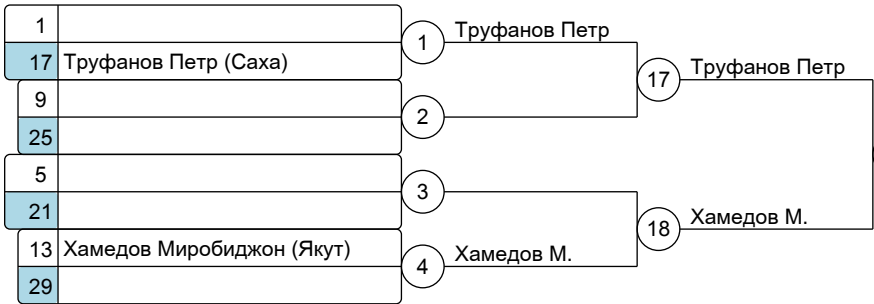 1
1 Труфанов Петр
17 Труфанов Петр (Саха)
17 Труфанов Петр
9
2
25
5
3
21
18 Хамедов М.
13 Хамедов Миробиджон (Якут)
4 Хамедов М.
29